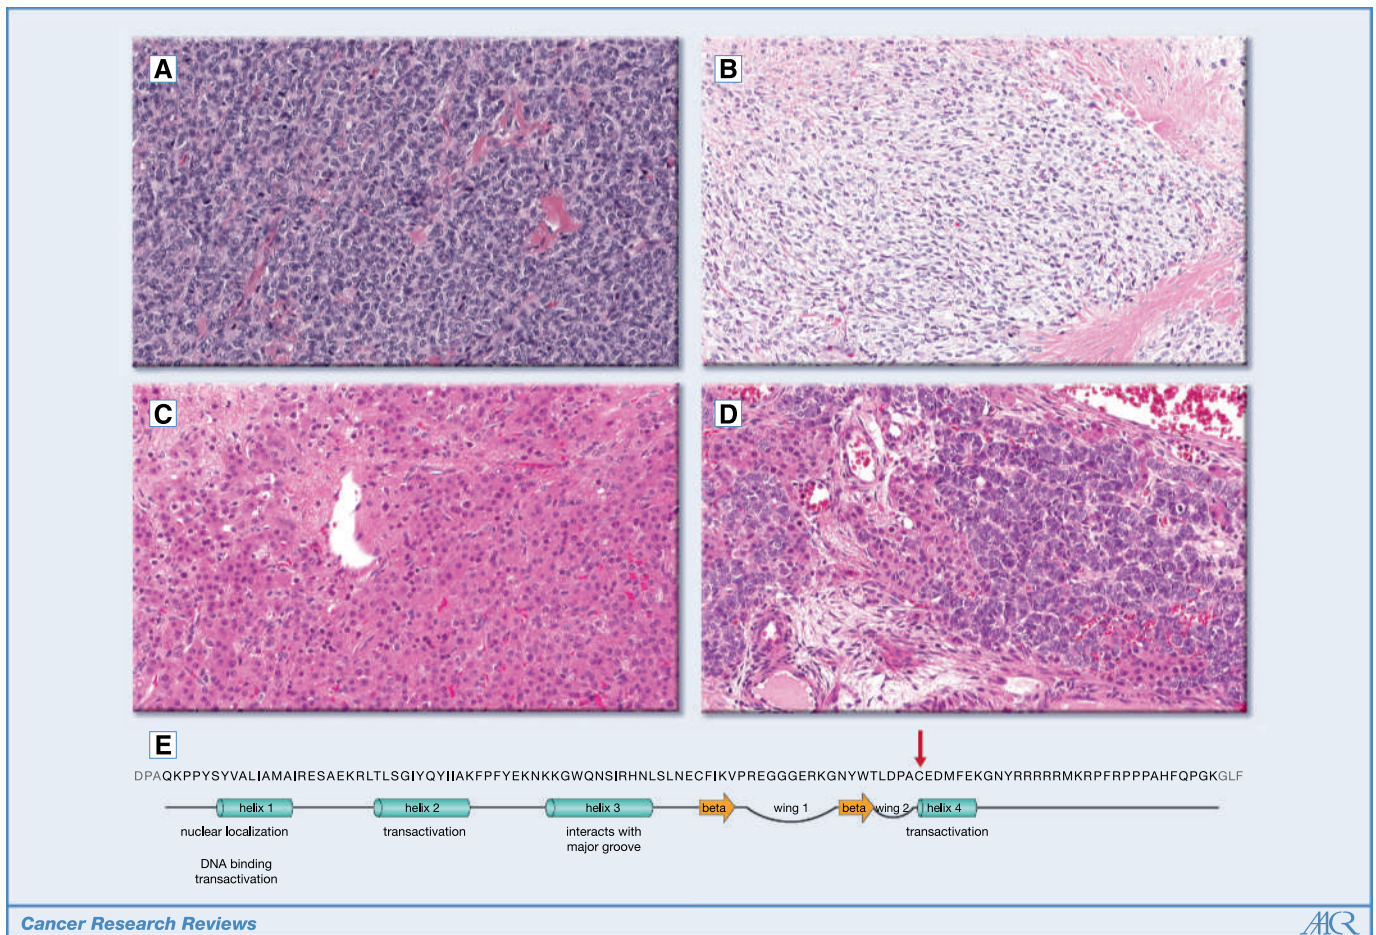 A
B
C
D
E
DPAQKPPYSYVALIAMAIRESAEKRLTLSGIYQYIIAKFPFYEKNKKGWQNSIRHNLSLNECFIKVPREGGGERKGNYWTLDPACEDMFEKGNYRRRRRMKRPFRPPPAHFQPGKGLF
helix 1 helix 2 helix 3 beta wing 1 beta wing 2 helix 4
nuclear localization transactivation interacts with transactivation
major groove
DNA binding
transactivation
Cancer Research Reviews
AACR